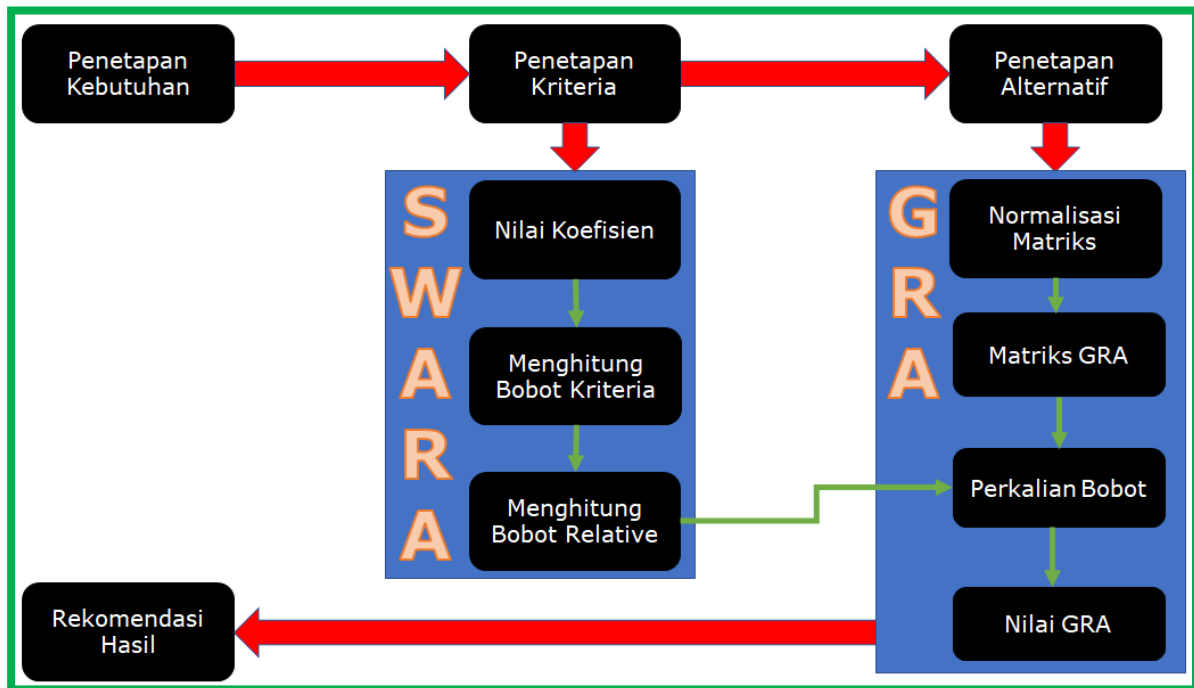 Penetapan
Kebutuhan
Penetapan
Kriteria
Penetapan
Alternatif
S
W
A
R
A
Nilai Koefisien
Menghitung
Bobot Kriteria
Menghitung
Bobot Relative
G
R
A
Normalisasi
Matriks
Matriks GRA
Perkalian Bobot
Nilai GRA
Rekomendasi
Hasil